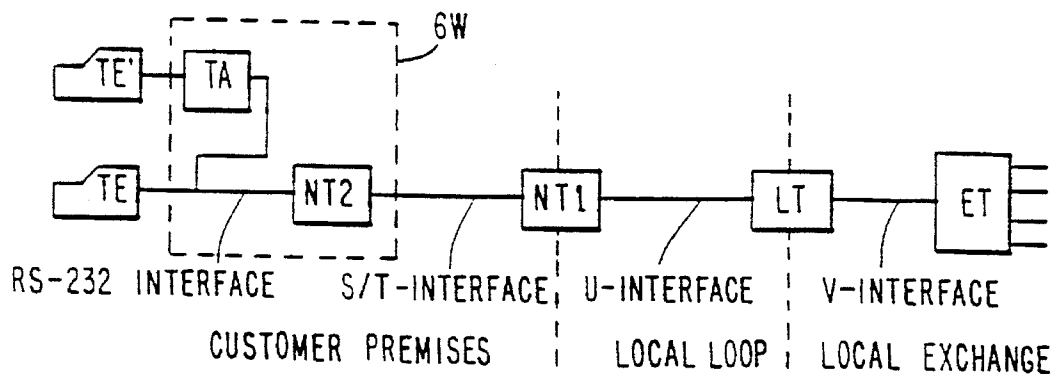 6W
TE'
TA
TE
NT2
NT1
LT
ET
RS-232 INTERFACE
S/T-INTERFACE
U-INTERFACE
V-INTERFACE
CUSTOMER PREMISES
LOCAL LOOP
LOCAL EXCHANGE